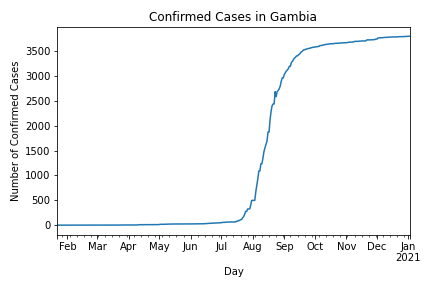 Confirmed Cases in Gambia
Number of Confirmed Cases
3500
3000
2500
2000
1500
1000
500
0
Feb Mar Apr May Jun Jul Aug Sep Oct Nov Dec Jan
2021
Day